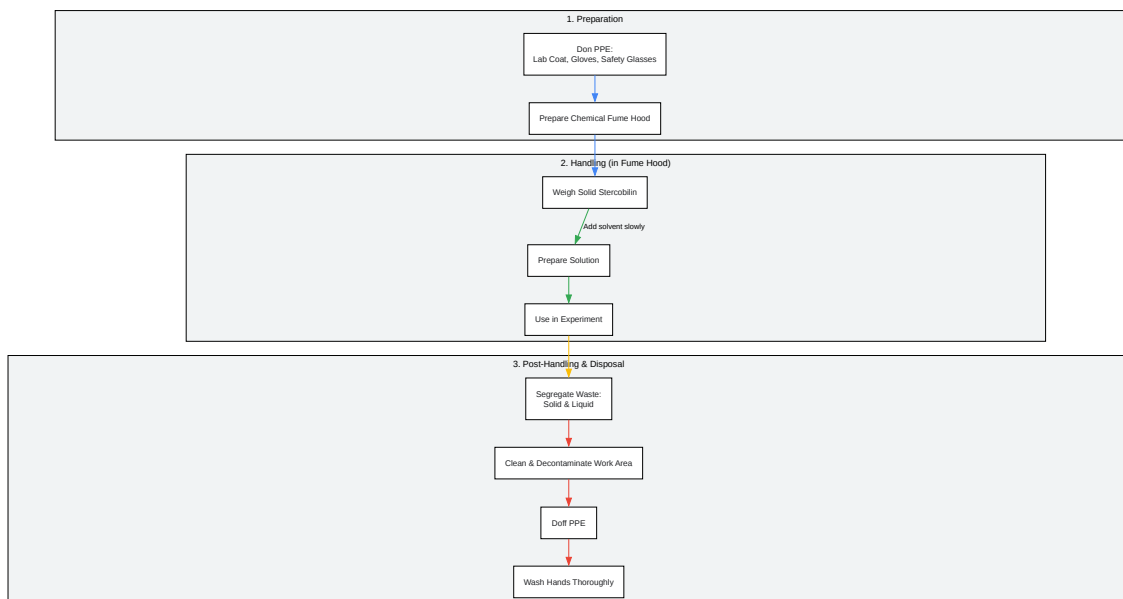 1. Preparation
Don PPE:
Lab Coat, Gloves, Safety Glasses
Prepare Chemical Fume Hood
2. Handling (in Fume Hood)
Weigh Solid Stercobilin
Add solvent slowly
Prepare Solution
Use in Experiment
3. Post-Handling & Disposal
Segregate Waste:
Solid & Liquid
Clean & Decontaminate Work Area
Doff PPE
Wash Hands Thoroughly